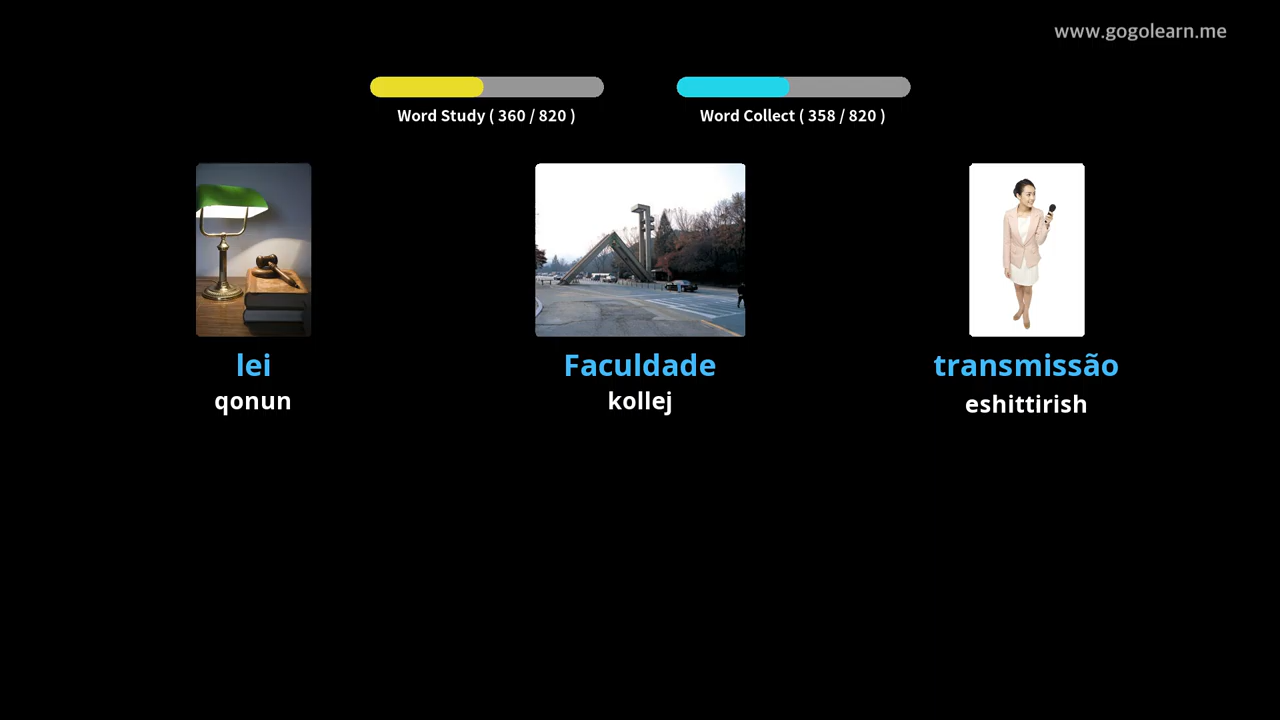 www.gogolearn.me
Word Study ( 360 / 820 )
Word Collect ( 358 / 820 )
lei
qonun
Faculdade
kollej
transmissão
eshittirish